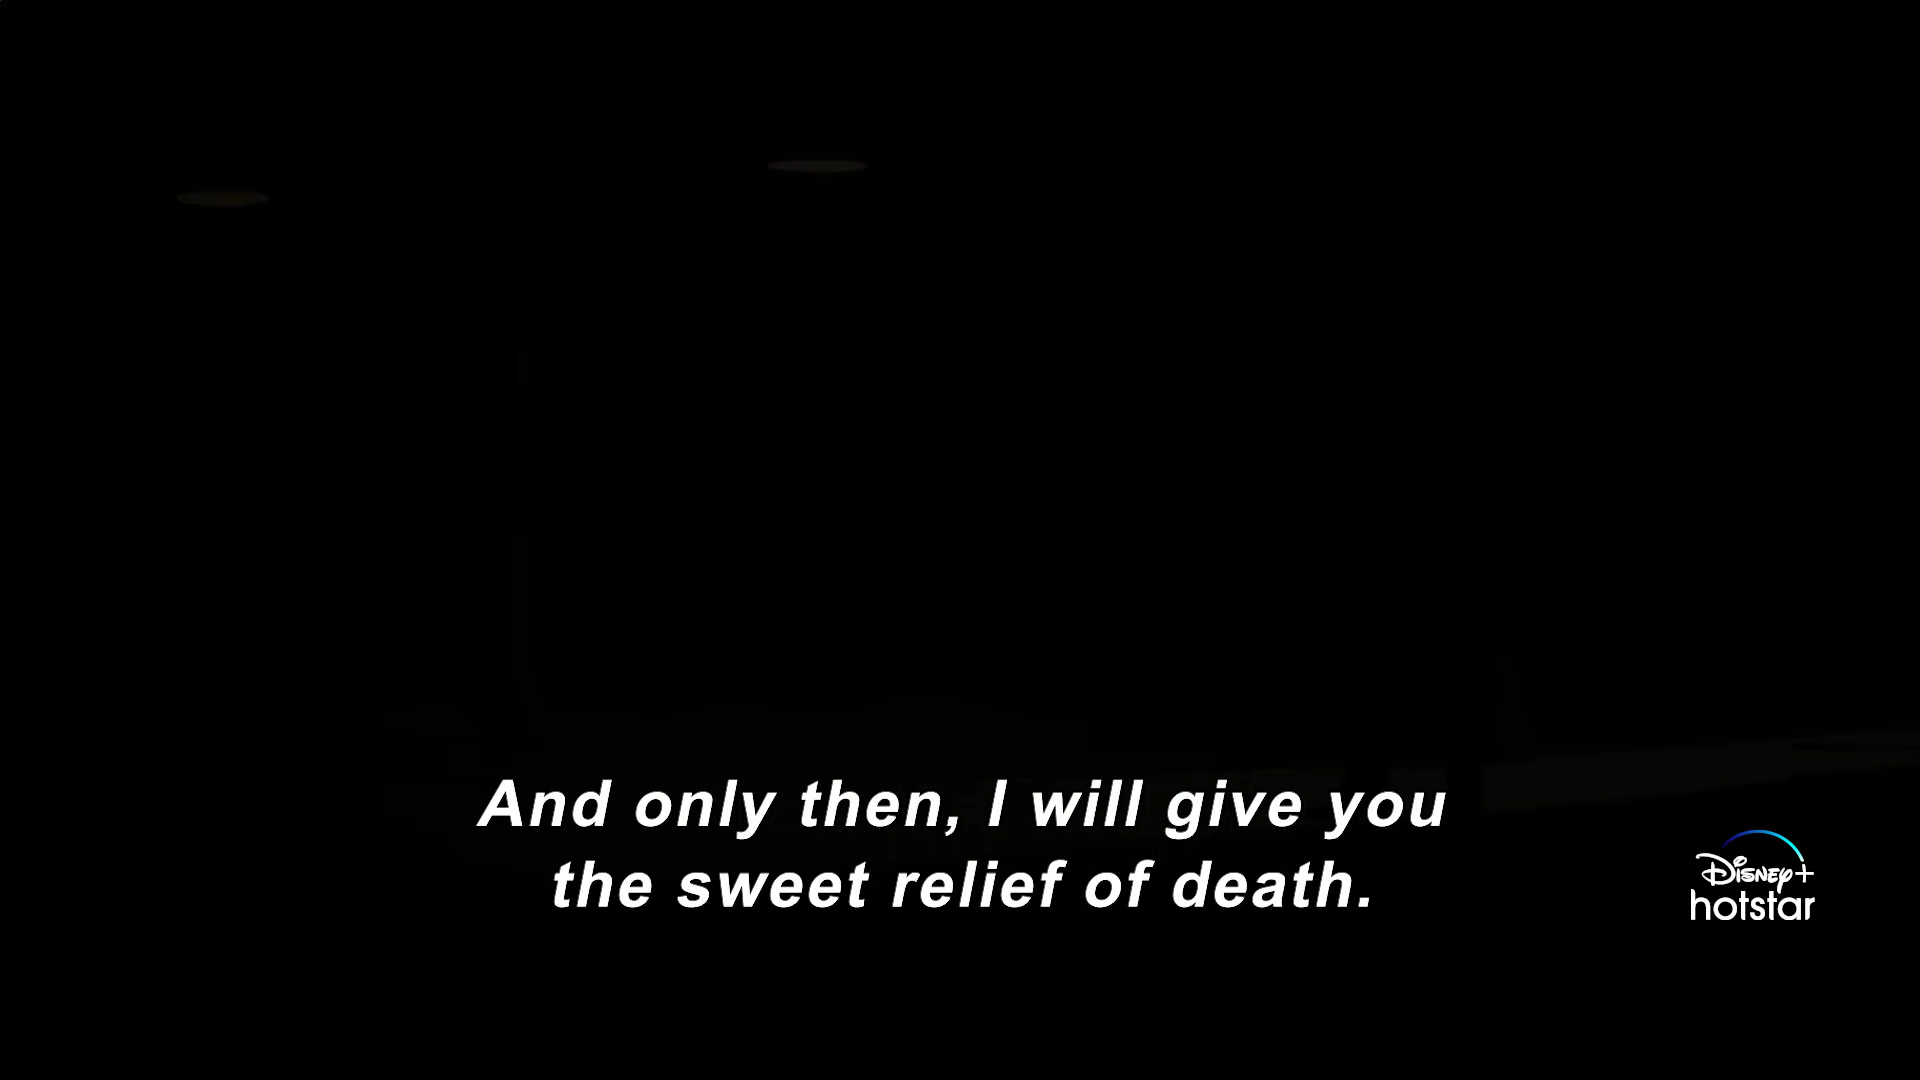 And only then, I will give you
the sweet relief of death.
Disney+
hotstar